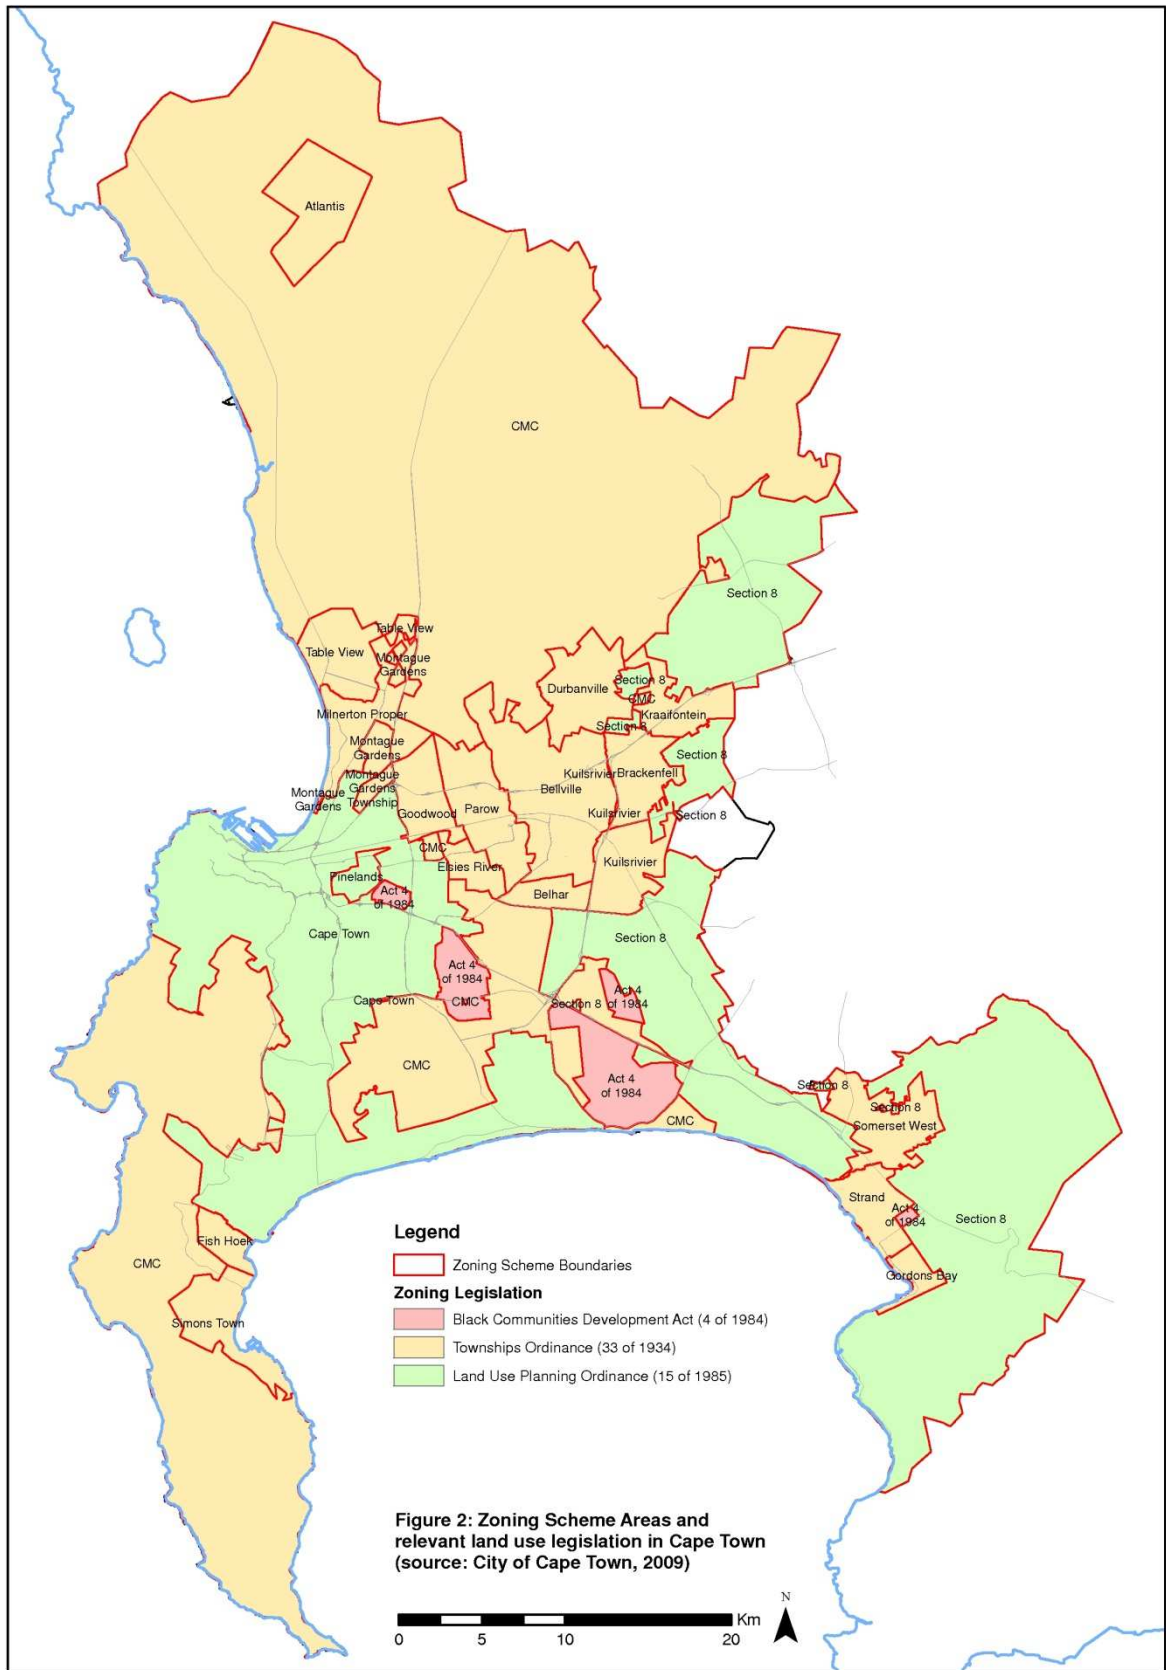 Atlantis
CMC
Section 8
Table View
Table View
Montague
Gardens
Durbanville
Section 8
CMC
Kraaifontein
Section 8
Milnerton Proper
Montague
Gardens
Section 8
Kuilsrivier
Brackenfell
Bellville
Montague
Gardens
Township
Montague
Gardens
Goodwood
Parow
Kuilsrivier
Section 8
CMC
Elsies River
Kuilsrivier
Pinelands
Act 4
of 1984
Belhar
Cape Town
Section 8
Act 4
of 1984
Cape Town
CMC
Section 8
Act 4
of 1984
CMC
Act 4
of 1984
CMC
Section 8
Section 8
Somerset West
Strand
Act 4
of 1984
Section 8
Gordons Bay
Fish Hoek
CMC
Simons Town
Legend
Zoning Scheme Boundaries
Zoning Legislation
Black Communities Development Act (4 of 1984)
Townships Ordinance (33 of 1934)
Land Use Planning Ordinance (15 of 1985)
Figure 2: Zoning Scheme Areas and
relevant land use legislation in Cape Town
(source: City of Cape Town, 2009)
N
Km
0 5 10 20